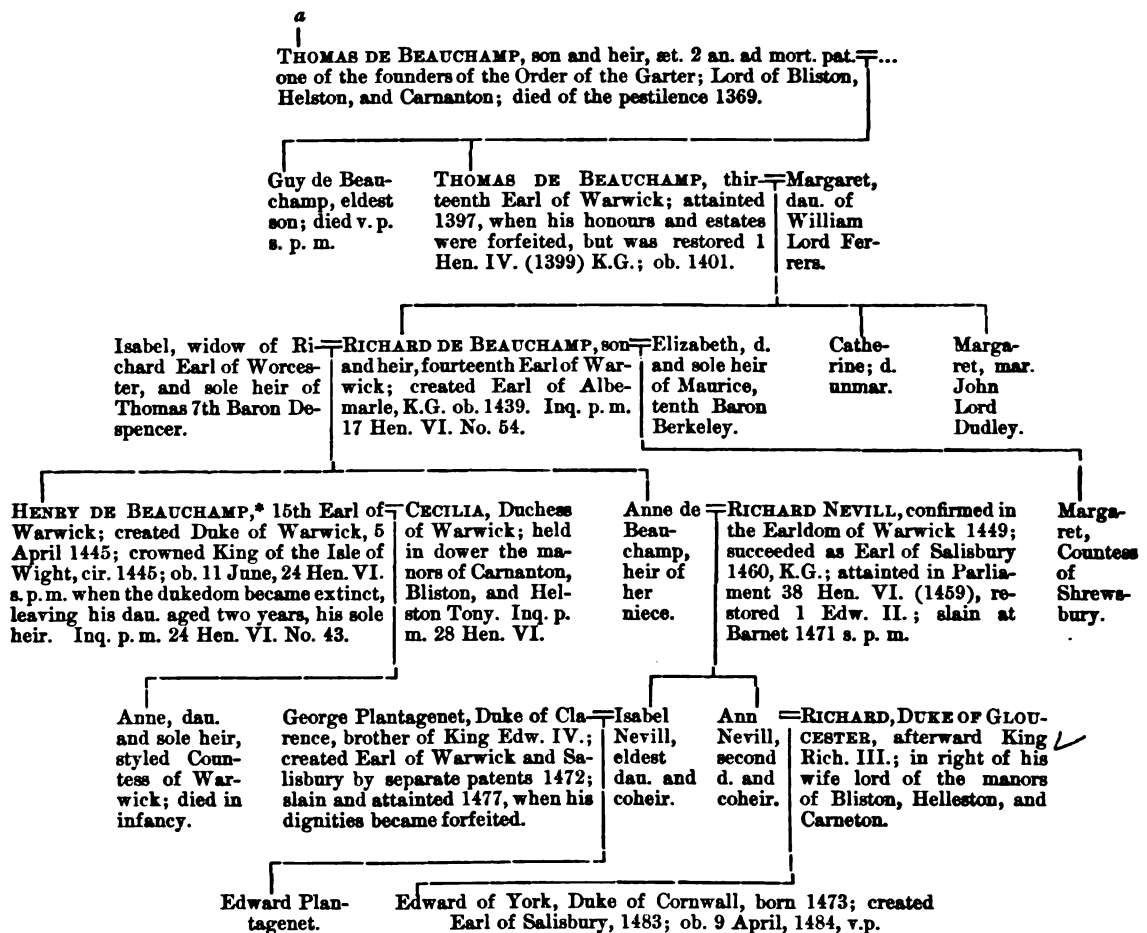 a
THOMAS DE BEAUCHAMP, son and heir, æt. 2 an. ad mort. pat.=...
one of the founders of the Order of the Garter; Lord of Bliston,
Helston, and Carnanton; died of the pestilence 1369.
Guy de Beau-
champ, eldest
son; died v. p.
s. p. m.
THOMAS DE BEAUCHAMP, thir-
teenth Earl of Warwick; attainted
1397, when his honours and estates
were forfeited, but was restored 1
Hen. IV. (1399) K.G.; ob. 1401.
=Margaret,
dau. of
William
Lord Fer-
rers.
Isabel, widow of Ri-
chard Earl of Worces-
ter, and sole heir of
Thomas 7th Baron De-
spencer.
=RICHARD DE BEAUCHAMP, son
and heir, fourteenth Earl of War-
wick; created Earl of Albe-
marle, K.G. ob. 1439. Inq. p. m.
17 Hen. VI. No. 54.
=Elizabeth, d.
and sole heir
of Maurice,
tenth Baron
Berkeley.
Cathe-
rine; d.
unmar.
Marga-
ret, mar.
John
Lord
Dudley.
HENRY DE BEAUCHAMP,* 15th Earl of
Warwick; created Duke of Warwick, 5
April 1445; crowned King of the Isle of
Wight, cir. 1445; ob. 11 June, 24 Hen. VI.
s. p. m. when the dukedom became extinct,
leaving his dau. aged two years, his sole
heir. Inq. p. m. 24 Hen. VI. No. 43.
=CECILIA, Duchess
of Warwick; held
in dower the ma-
nors of Carnanton,
Bliston, and Hel-
ston Tony. Inq. p.
m. 28 Hen. VI.
Anne de
Beau-
champ,
heir of
her
niece.
=RICHARD NEVILL, confirmed in
the Earldom of Warwick 1449;
succeeded as Earl of Salisbury
1460, K.G.; attainted in Parlia-
ment 38 Hen. VI. (1459), re-
stored 1 Edw. II.; slain at
Barnet 1471 s. p. m.
Marga-
ret,
Countess
of
Shrews-
bury.
Anne, dau.
and sole heir,
styled Coun-
tess of War-
wick; died in
infancy.
George Plantagenet, Duke of Cla-
rence, brother of King Edw. IV.;
created Earl of Warwick and Sa-
lisbury by separate patents 1472;
slain and attainted 1477, when his
dignities became forfeited.
=Isabel
Nevill,
eldest
dau. and
coheir.
Ann
Nevill,
second
d. and
coheir.
=RICHARD, DUKE OF GLOU-
CESTER, afterward King
Rich. III.; in right of his
wife lord of the manors
of Bliston, Helleston, and
Carneton.
Edward Plan-
tagenet.
Edward of York, Duke of Cornwall, born 1473; created
Earl of Salisbury, 1483; ob. 9 April, 1484, v.p.